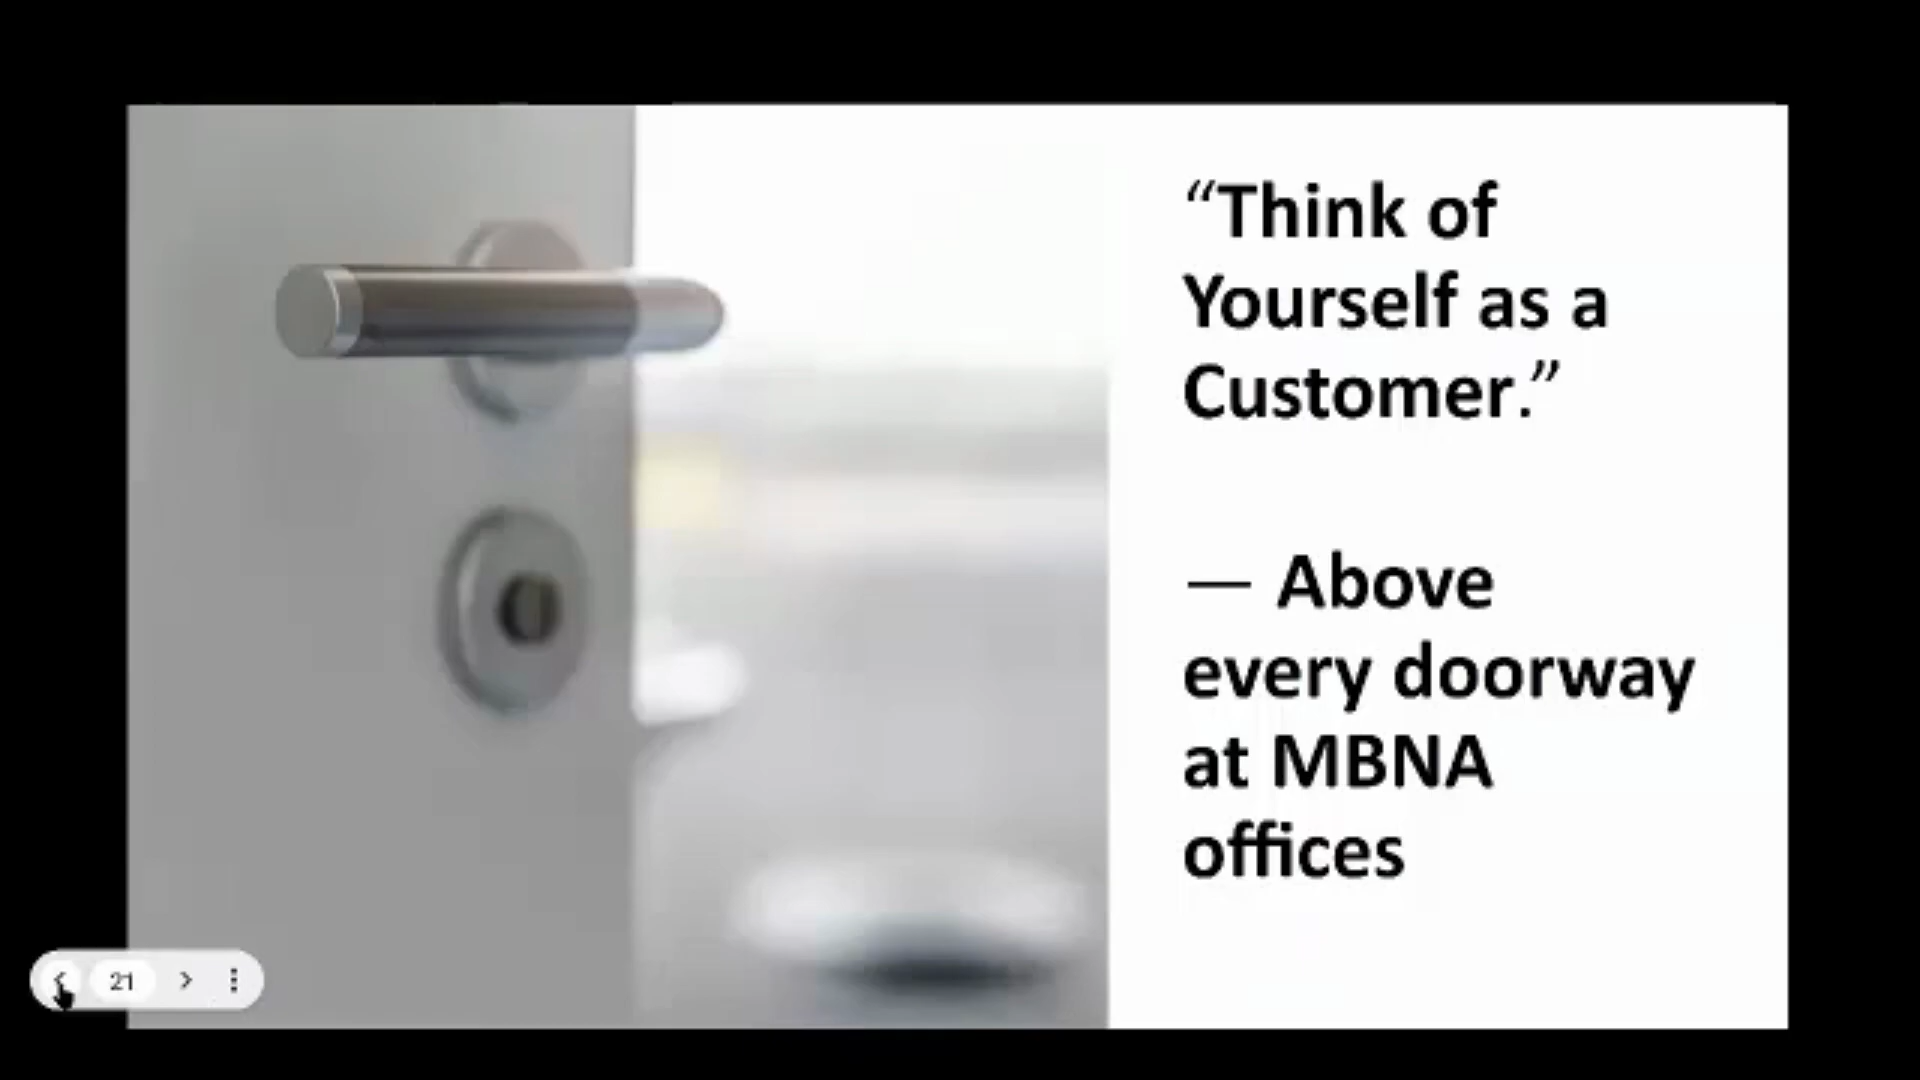 “Think of
Yourself as a
Customer.”
— Above
every doorway
at MBNA
offices
21